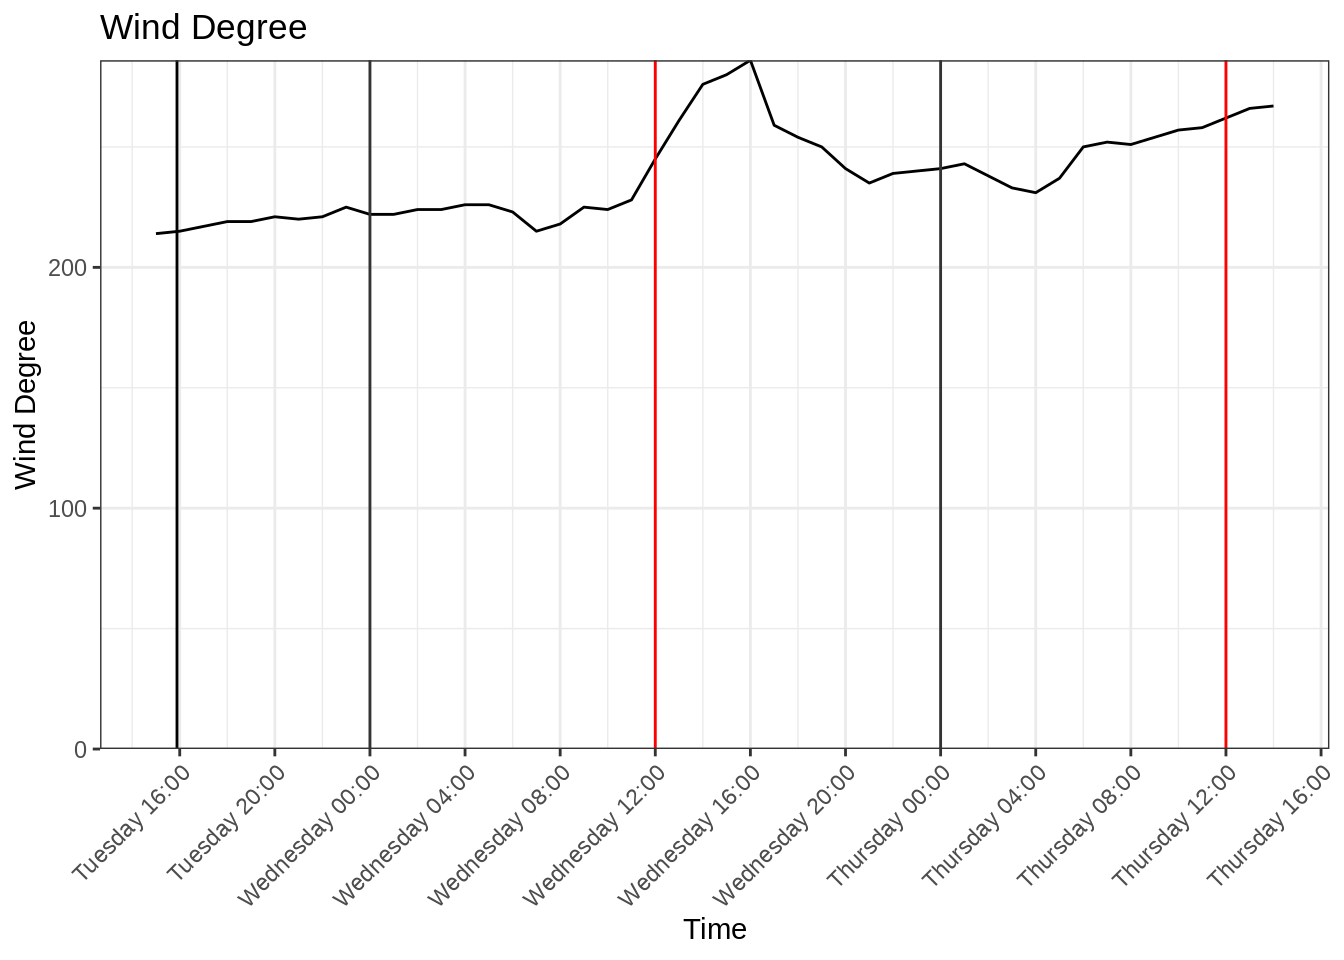 Wind Degree
Wind Degree
200
100
0
Tuesday 16:00
Tuesday 20:00
Wednesday 00:00
Wednesday 04:00
Wednesday 08:00
Wednesday 12:00
Wednesday 16:00
Wednesday 20:00
Thursday 00:00
Thursday 04:00
Thursday 08:00
Thursday 12:00
Thursday 16:00
Time